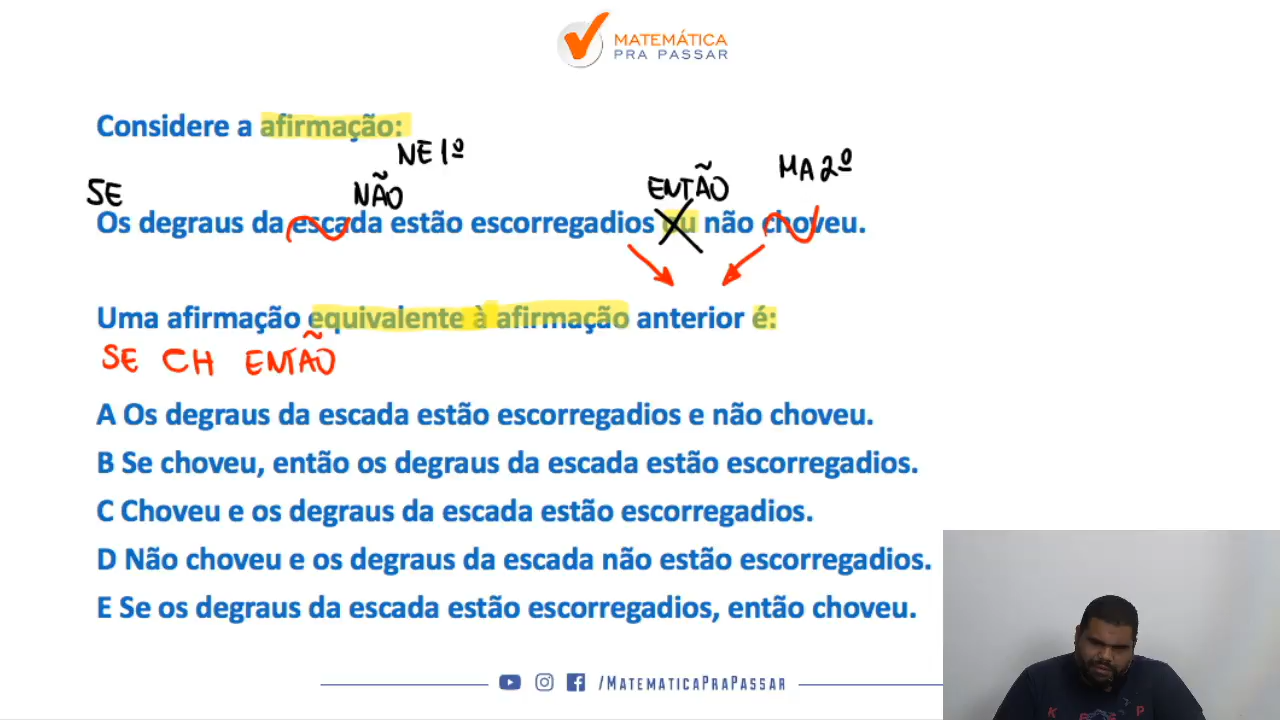 MATEMÁTICA
PRA PASSAR
Considere a afirmação:
NE 1º
SE NÃO ENTÃO MA 2º
Os degraus da escada estão escorregadios ou não choveu.
Uma afirmação equivalente à afirmação anterior é:
SE CH ENTÃO
A Os degraus da escada estão escorregadios e não choveu.
B Se choveu, então os degraus da escada estão escorregadios.
C Choveu e os degraus da escada estão escorregadios.
D Não choveu e os degraus da escada não estão escorregadios.
E Se os degraus da escada estão escorregadios, então choveu.
/MATEMATICAPRAPASSAR